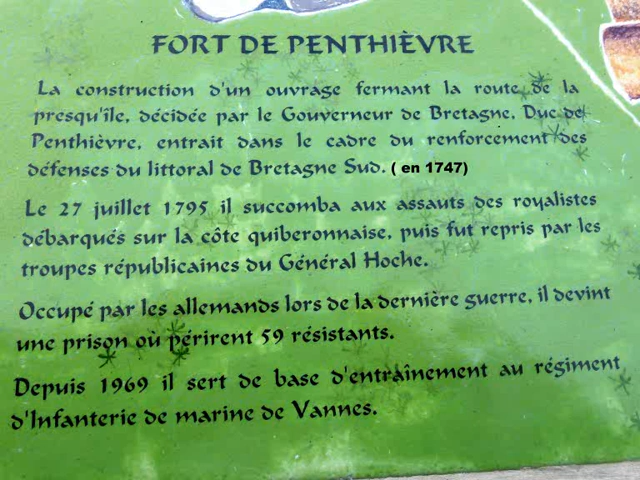 FORT DE PENTHIÈVRE
La construction d'un ouvrage fermant la route de la
presqu'île, décidée par le Gouverneur de Bretagne, Duc de
Penthièvre, entrait dans le cadre du renforcement des
défenses du littoral de Bretagne Sud. ( en 1747)
Le 27 juillet 1795 il succomba aux assauts des royalistes
débarqués sur la côte quiberonnaise, puis fut repris par les
troupes républicaines du Général Hoche.
Occupé par les allemands lors de la dernière guerre, il devint
une prison où périrent 59 résistants.
Depuis 1969 il sert de base d'entraînement au régiment
d'Infanterie de marine de Vannes.